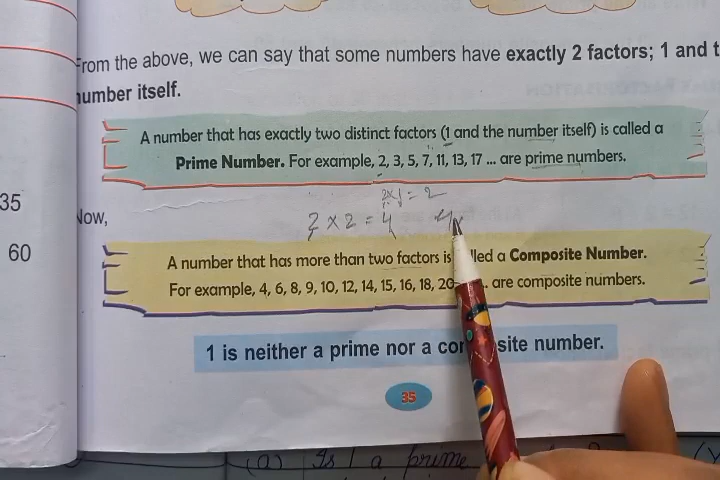 From the above, we can say that some numbers have exactly 2 factors; 1 and t
number itself.
A number that has exactly two distinct factors (1 and the number itself) is called a
Prime Number. For example, 2, 3, 5, 7, 11, 13, 17 ... are prime numbers.
35
2x1 = 2
Now,
2 x 2 = 4 4
60
A number that has more than two factors is lled a Composite Number.
For example, 4, 6, 8, 9, 10, 12, 14, 15, 16, 18, 20 .. are composite numbers.
1 is neither a prime nor a com site number.
35
(a) Is 1 a prime